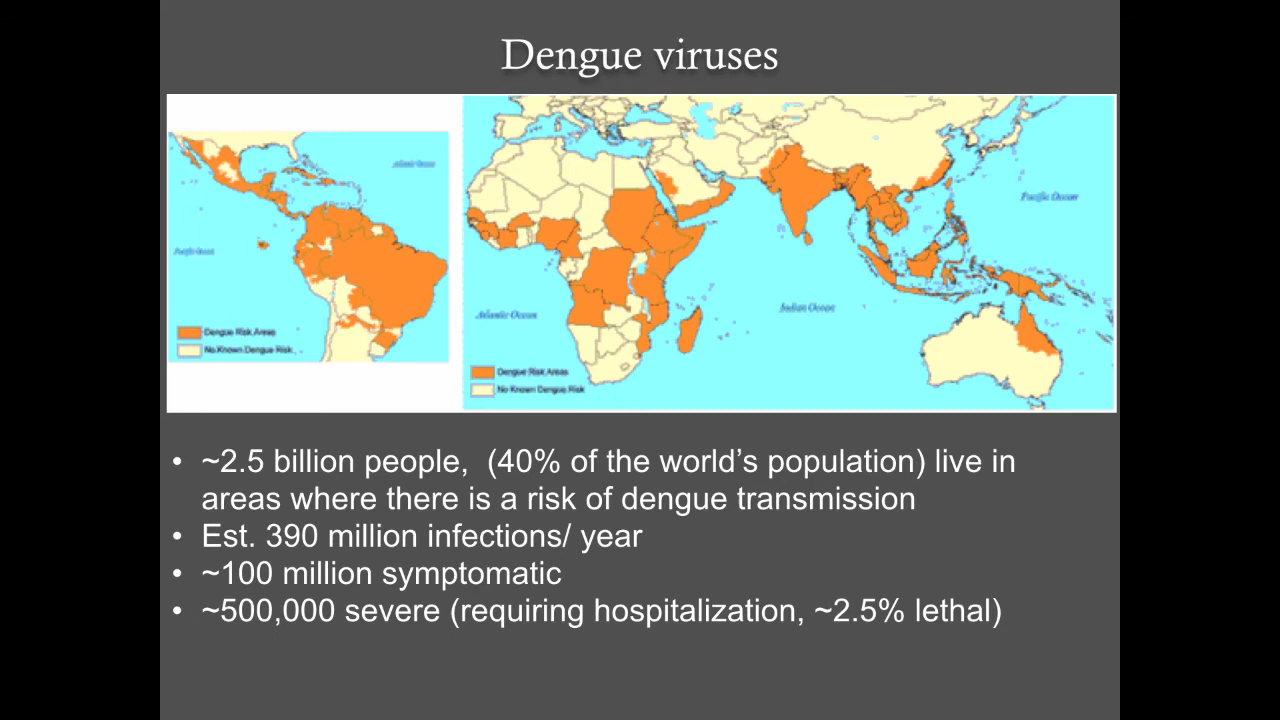 Dengue viruses
Atlantic Ocean
Pacific Ocean
Dengue Risk Areas
No Known Dengue Risk
Pacific Ocean
Atlantic Ocean
Indian Ocean
Dengue Risk Areas
No Known Dengue Risk
• ~2.5 billion people,  (40% of the world’s population) live in
areas where there is a risk of dengue transmission
• Est. 390 million infections/ year
• ~100 million symptomatic
• ~500,000 severe (requiring hospitalization, ~2.5% lethal)